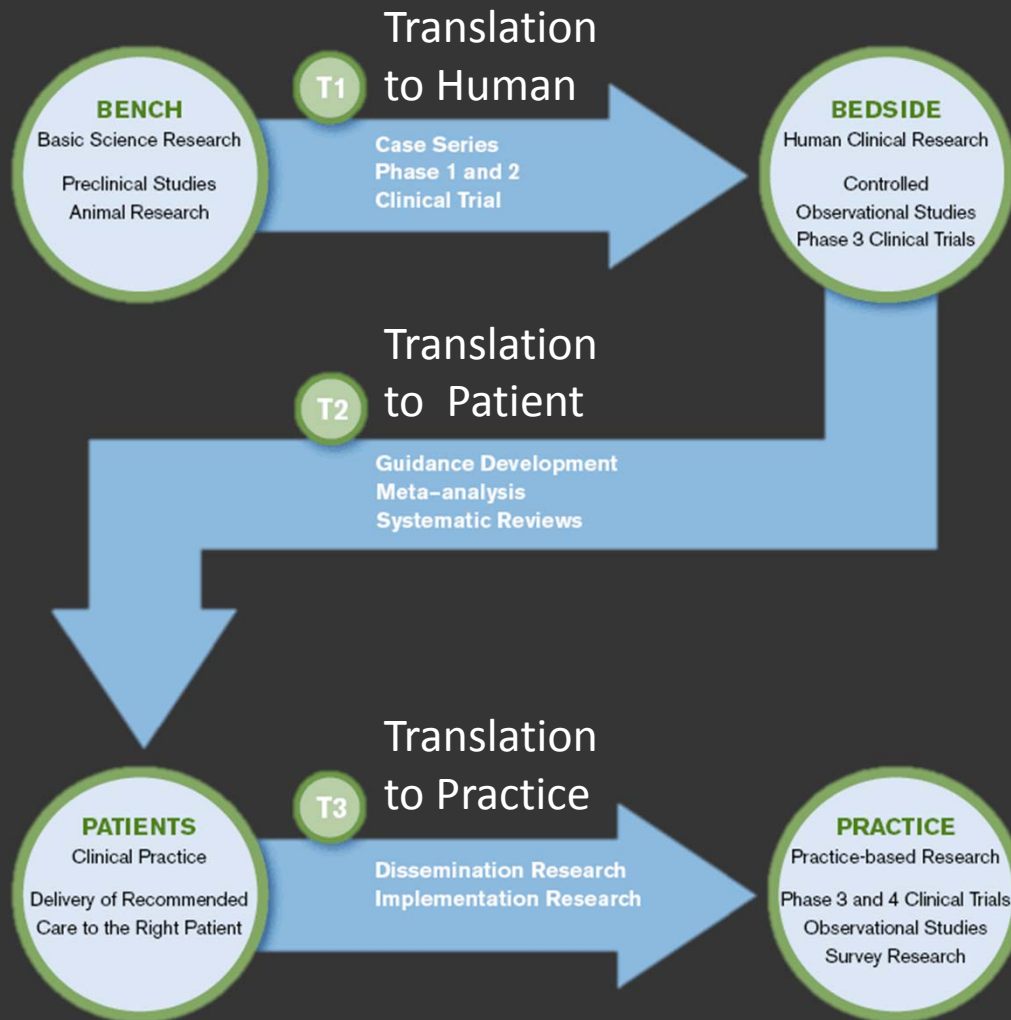 Translation
to Human
T1
BENCH
Basic Science Research
Preclinical Studies
Animal Research
Case Series
Phase 1 and 2
Clinical Trial
BEDSIDE
Human Clinical Research
Controlled
Observational Studies
Phase 3 Clinical Trials
Translation
to Patient
T2
Guidance Development
Meta-analysis
Systematic Reviews
Translation
to Practice
T3
PATIENTS
Clinical Practice
Delivery of Recommended
Care to the Right Patient
Dissemination Research
Implementation Research
PRACTICE
Practice-based Research
Phase 3 and 4 Clinical Trials
Observational Studies
Survey Research